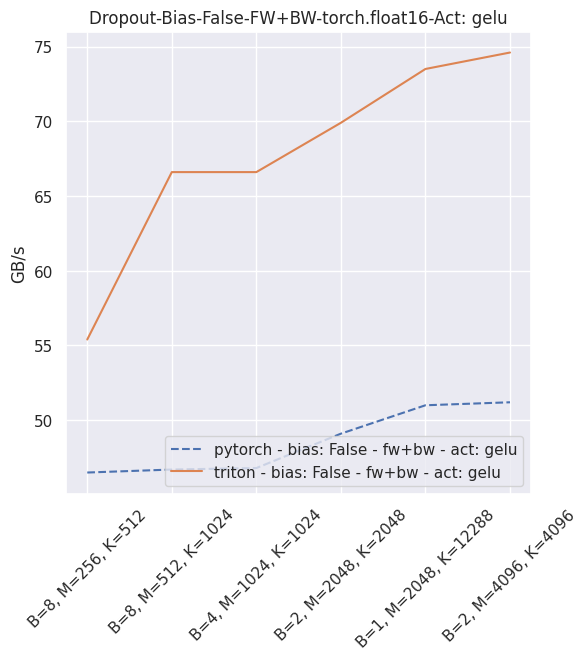 Dropout-Bias-False-FW+BW-torch.float16-Act: gelu
75
70
65
60
55
50
GB/s
pytorch - bias: False - fw+bw - act: gelu
triton - bias: False - fw+bw - act: gelu
B=8, M=256, K=512
B=8, M=512, K=1024
B=4, M=1024, K=1024
B=2, M=2048, K=2048
B=1, M=2048, K=12288
B=2, M=4096, K=4096